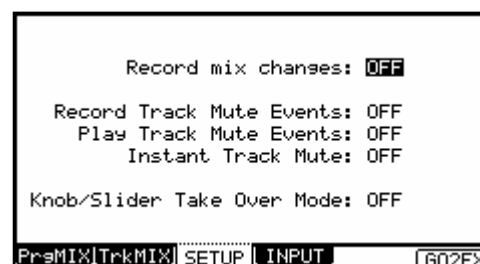 Record mix changes: OFF
Record Track Mute Events: OFF
Play Track Mute Events: OFF
Instant Track Mute: OFF
Knob/Slider Take Over Mode: OFF
PrgMIX TrkMIX SETUP INPUT GO2FX